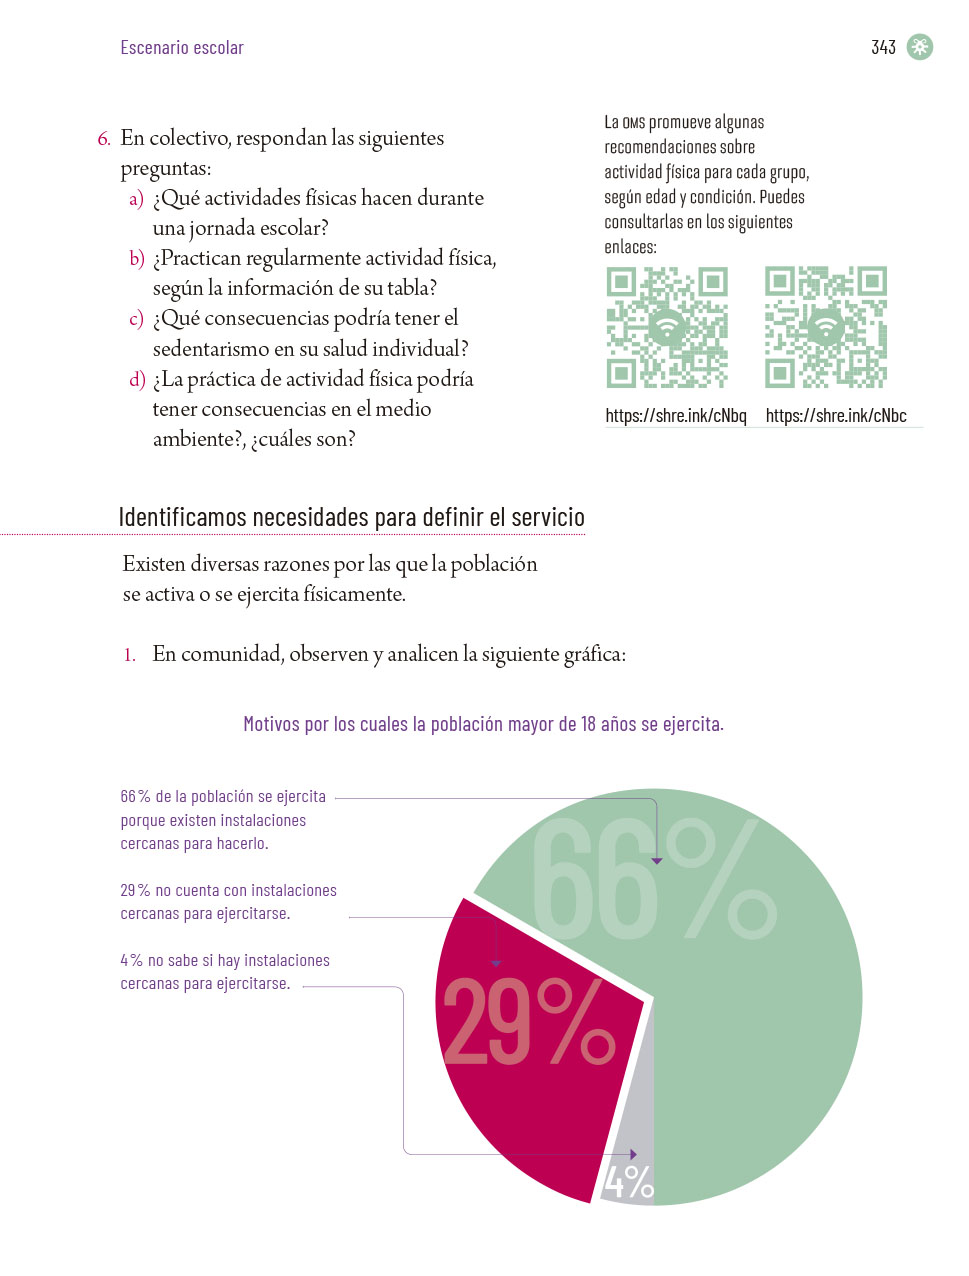 Escenario escolar
343
6. En colectivo, respondan las siguientes
preguntas:
a) ¿Qué actividades físicas hacen durante
una jornada escolar?
b) ¿Practican regularmente actividad física,
según la información de su tabla?
c) ¿Qué consecuencias podría tener el
sedentarismo en su salud individual?
d) ¿La práctica de actividad física podría
tener consecuencias en el medio
ambiente?, ¿cuáles son?
La OMS promueve algunas
recomendaciones sobre
actividad física para cada grupo,
según edad y condición. Puedes
consultarlas en los siguientes
enlaces:
https://shre.ink/cNbq
https://shre.ink/cNbc
Identificamos necesidades para definir el servicio
Existen diversas razones por las que la población
se activa o se ejercita físicamente.
1. En comunidad, observen y analicen la siguiente gráfica:
Motivos por los cuales la población mayor de 18 años se ejercita.
66% de la población se ejercita
porque existen instalaciones
cercanas para hacerlo.
29% no cuenta con instalaciones
cercanas para ejercitarse.
4% no sabe si hay instalaciones
cercanas para ejercitarse.
66%
29%
4%